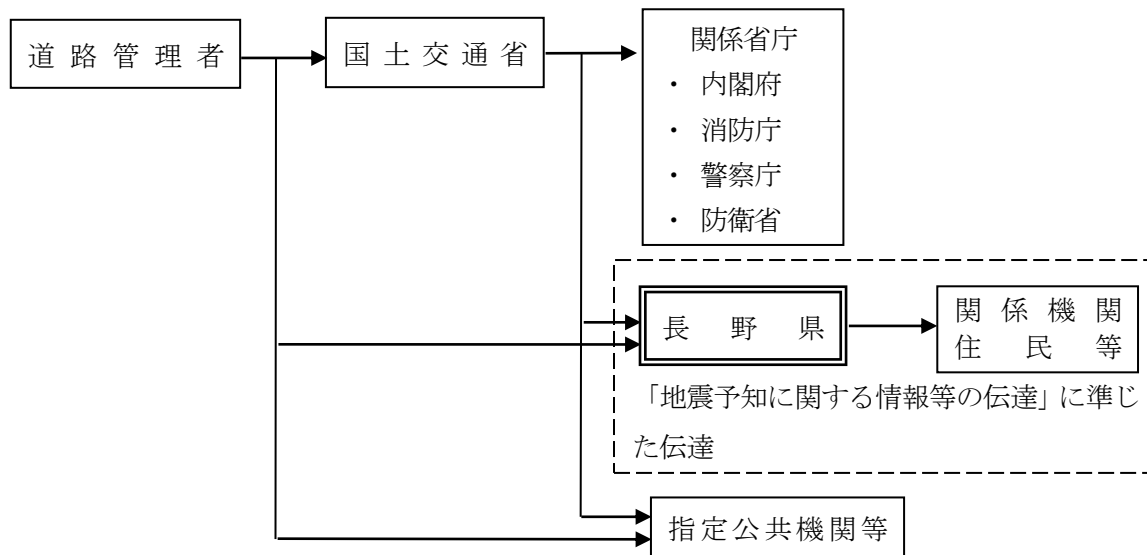 道路管理者
国土交通省
関係省庁
・ 内閣府
・ 消防庁
・ 警察庁
・ 防衛省
長野県
関係機関
住民等
「地震予知に関する情報等の伝達」に準じ
た伝達
指定公共機関等